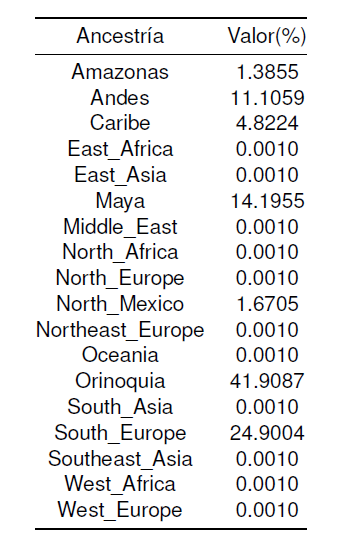 Ancestría Valor(%)
Amazonas 1.3855
Andes 11.1059
Caribe 4.8224
East_Africa 0.0010
East_Asia 0.0010
Maya 14.1955
Middle_East 0.0010
North_Africa 0.0010
North_Europe 0.0010
North_Mexico 1.6705
Northeast_Europe 0.0010
Oceania 0.0010
Orinoquia 41.9087
South_Asia 0.0010
South_Europe 24.9004
Southeast_Asia 0.0010
West_Africa 0.0010
West_Europe 0.0010